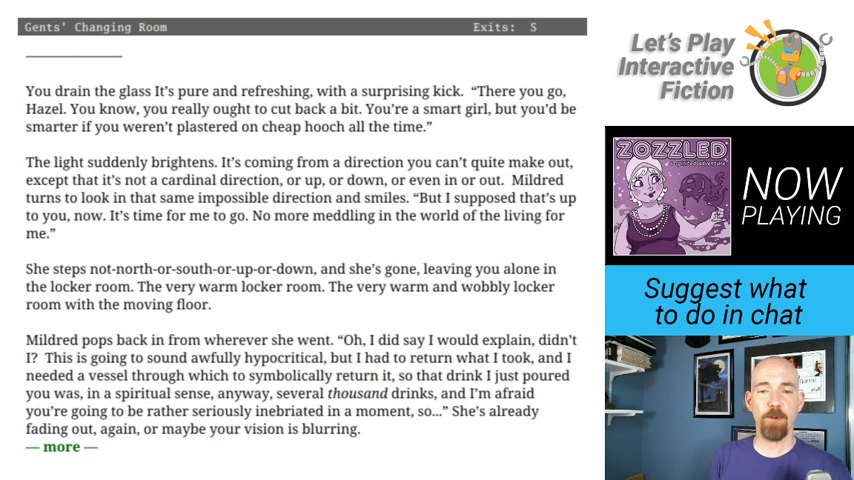 Gents' Changing Room Exits: S
You drain the glass It's pure and refreshing, with a surprising kick. “There you go,
Hazel. You know, you really ought to cut back a bit. You're a smart girl, but you'd be
smarter if you weren't plastered on cheap hooch all the time.”
The light suddenly brightens. It's coming from a direction you can't quite make out,
except that it's not a cardinal direction, or up, or down, or even in or out. Mildred
turns to look in that same impossible direction and smiles. “But I supposed that's up
to you, now. It's time for me to go. No more meddling in the world of the living for
me.”
She steps not-north-or-south-or-up-or-down, and she's gone, leaving you alone in
the locker room. The very warm locker room. The very warm and wobbly locker
room with the moving floor.
Mildred pops back in from wherever she went. “Oh, I did say I would explain, didn't
I? This is going to sound awfully hypocritical, but I had to return what I took, and I
needed a vessel through which to symbolically return it, so that drink I just poured
you was, in a spiritual sense, anyway, several thousand drinks, and I'm afraid
you're going to be rather seriously inebriated in a moment, so...” She's already
fading out, again, or maybe your vision is blurring.
— more —
Let's Play
Interactive
Fiction
ZOZZLED
a spirited adventure
NOW
PLAYING
Suggest what
to do in chat